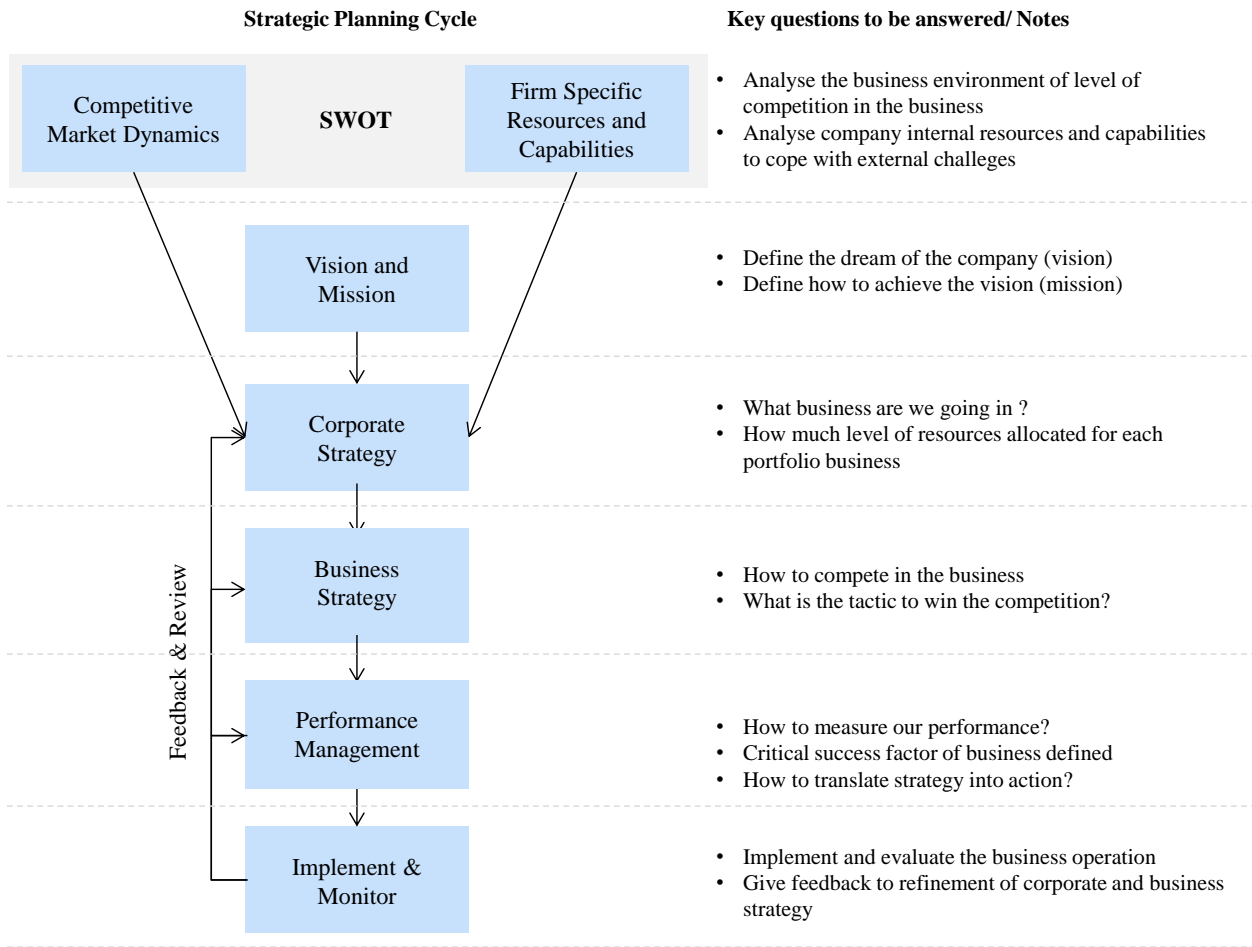 Strategic Planning Cycle
Key questions to be answered/ Notes
Competitive
Market Dynamics
SWOT
Firm Specific
Resources and
Capabilities
• Analyse the business environment of level of
competition in the business
• Analyse company internal resources and capabilities
to cope with external challeges
Vision and
Mission
• Define the dream of the company (vision)
• Define how to achieve the vision (mission)
Corporate
Strategy
• What business are we going in ?
• How much level of resources allocated for each
portfolio business
Feedback & Review
Business
Strategy
• How to compete in the business
• What is the tactic to win the competition?
Performance
Management
• How to measure our performance?
• Critical success factor of business defined
• How to translate strategy into action?
Implement &
Monitor
• Implement and evaluate the business operation
• Give feedback to refinement of corporate and business
strategy